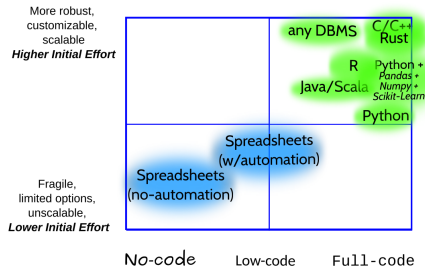 More robust,
customizable,
scalable
Higher Initial Effort
any DBMS
C/C++
Rust
R
Java/Scala
Python +
Pandas +
Numpy +
Scikit-Learn
Python
Spreadsheets
(w/automation)
Spreadsheets
(no-automation)
Fragile,
limited options,
unscalable,
Lower Initial Effort
No-code
Low-code
Full-code